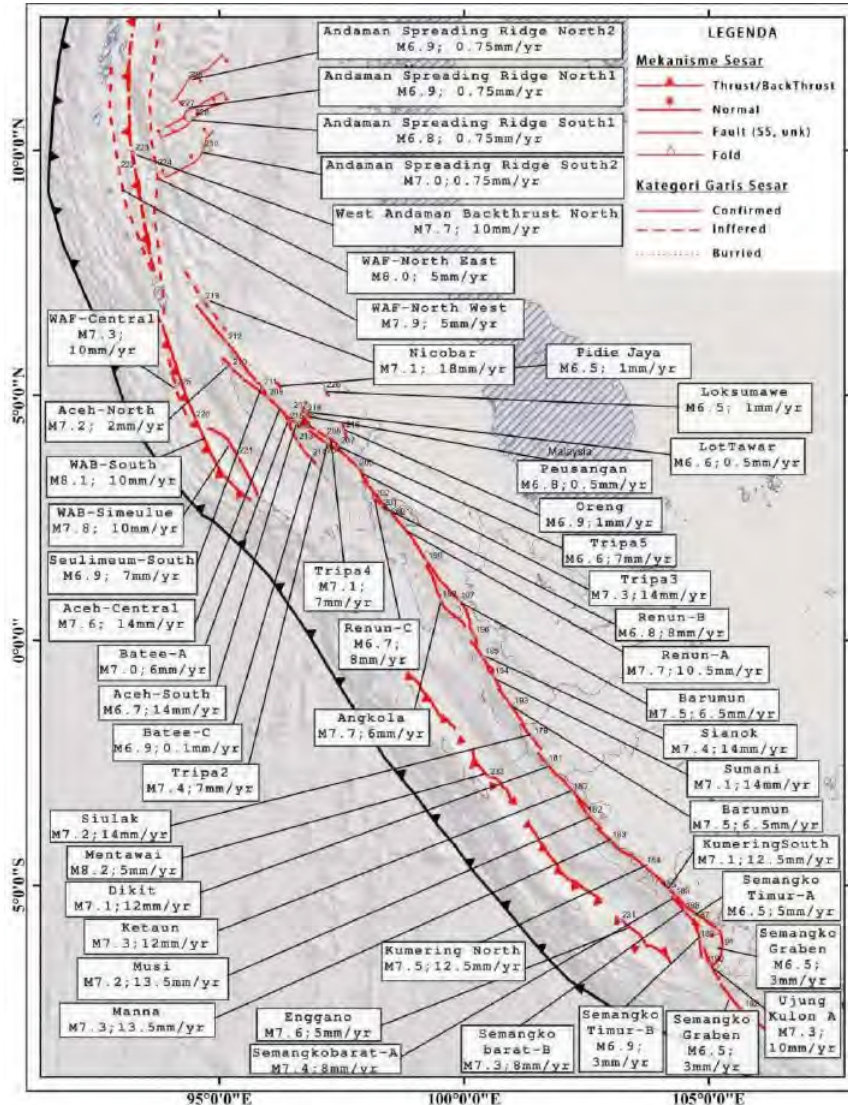 Andaman Spreading Ridge North2
M6.9; 0.75mm/yr
Andaman Spreading Ridge North1
M6.9; 0.75mm/yr
Andaman Spreading Ridge South1
M6.8; 0.75mm/yr
Andaman Spreading Ridge South2
M7.0;0.75mm/yr
West Andaman Backthrust North
M7.7; 10mm/yr
WAF-North East
M8.0; 5mm/yr
WAF-North West
M7.9; 5mm/yr
LEGENDA
Mekanisme Sesar
Thrust/BackThrust
Normal
Fault (SS, unk)
Fold
Kategori Garis Sesar
Confirmed
Inffered
Burried
WAF-Central
M7.3;
10mm/yr
Nicobar
M7.1; 18mm/yr
Pidie Jaya
M6.5; 1mm/yr
Loksumawe
M6.5; 1mm/yr
Aceh-North
M7.2; 2mm/yr
LotTawar
M6.6;0.5mm/yr
Malaysia
WAB-South
M8.1; 10mm/yr
Peusangan
M6.8;0.5mm/yr
WAB-Simeulue
M7.8; 10mm/yr
Oreng
M6.9;1mm/yr
Seulimeum-South
M6.9; 7mm/yr
Tripa4
M7.1;
7mm/yr
Tripa5
M6.6;7mm/yr
Tripa3
M7.3;14mm/yr
Aceh-Central
M7.6; 14mm/yr
Renun-C
M6.7;
8mm/yr
Renun-B
M6.8;8mm/yr
Batee-A
M7.0;6mm/yr
Renun-A
M7.7;10.5mm/yr
Aceh-South
M6.7;14mm/yr
Angkola
M7.7;6mm/yr
Barumun
M7.5;6.5mm/yr
Batee-C
M6.9;0.1mm/yr
Sianok
M7.4;14mm/yr
Tripa2
M7.4;7mm/yr
Sumani
M7.1;14mm/yr
Siulak
M7.2;14mm/yr
Barumun
M7.5;6.5mm/yr
Mentawai
M8.2;5mm/yr
KumeringSouth
M7.1;12.5mm/yr
Dikit
M7.1;12mm/yr
Semangko
Timur-A
M6.5;5mm/yr
Ketaun
M7.3;12mm/yr
Semangko
Graben
M6.5;
3mm/yr
Musi
M7.2;13.5mm/yr
Kumering North
M7.5;12.5mm/yr
Manna
M7.3;13.5mm/yr
Enggano
M7.6;5mm/yr
Semangkobarat-A
M7.4;8mm/yr
Semangko
barat-B
M7.3;8mm/yr
Semangko
Timur-B
M6.9;
3mm/yr
Semangko
Graben
M6.5;
3mm/yr
Ujung
Kulon A
M7.3;
10mm/yr
10°0'0"N
5°0'0"N
0°0'0"
5°0'0"S
95°0'0"E
100°0'0"E
105°0'0"E